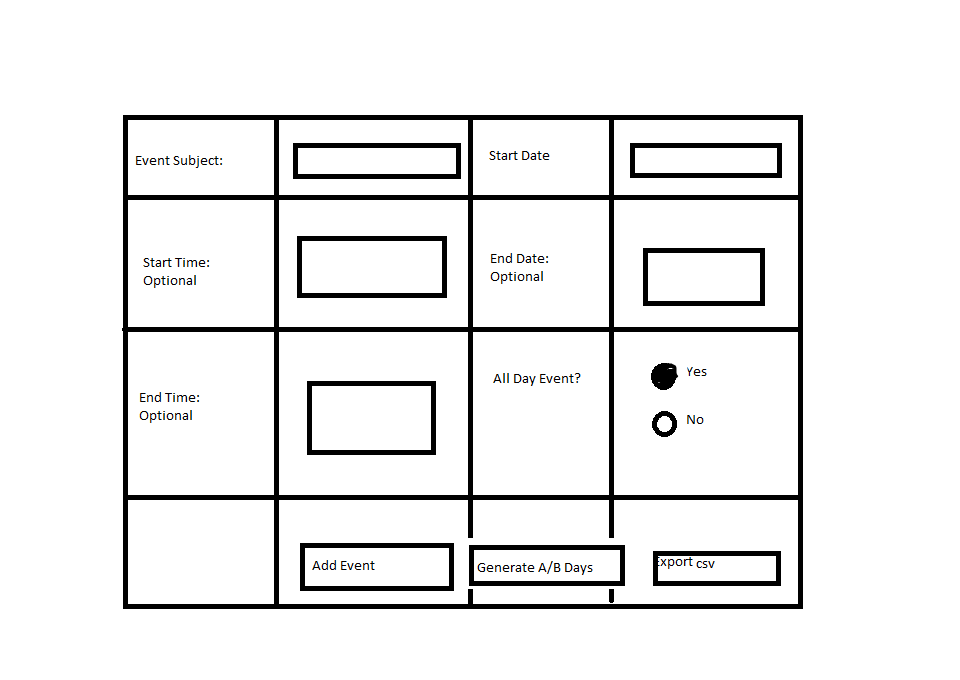 Event Subject:
Start Date
Start Time:
Optional
End Date:
Optional
End Time:
Optional
All Day Event?
Yes
No
Add Event
Generate A/B Days
Export csv